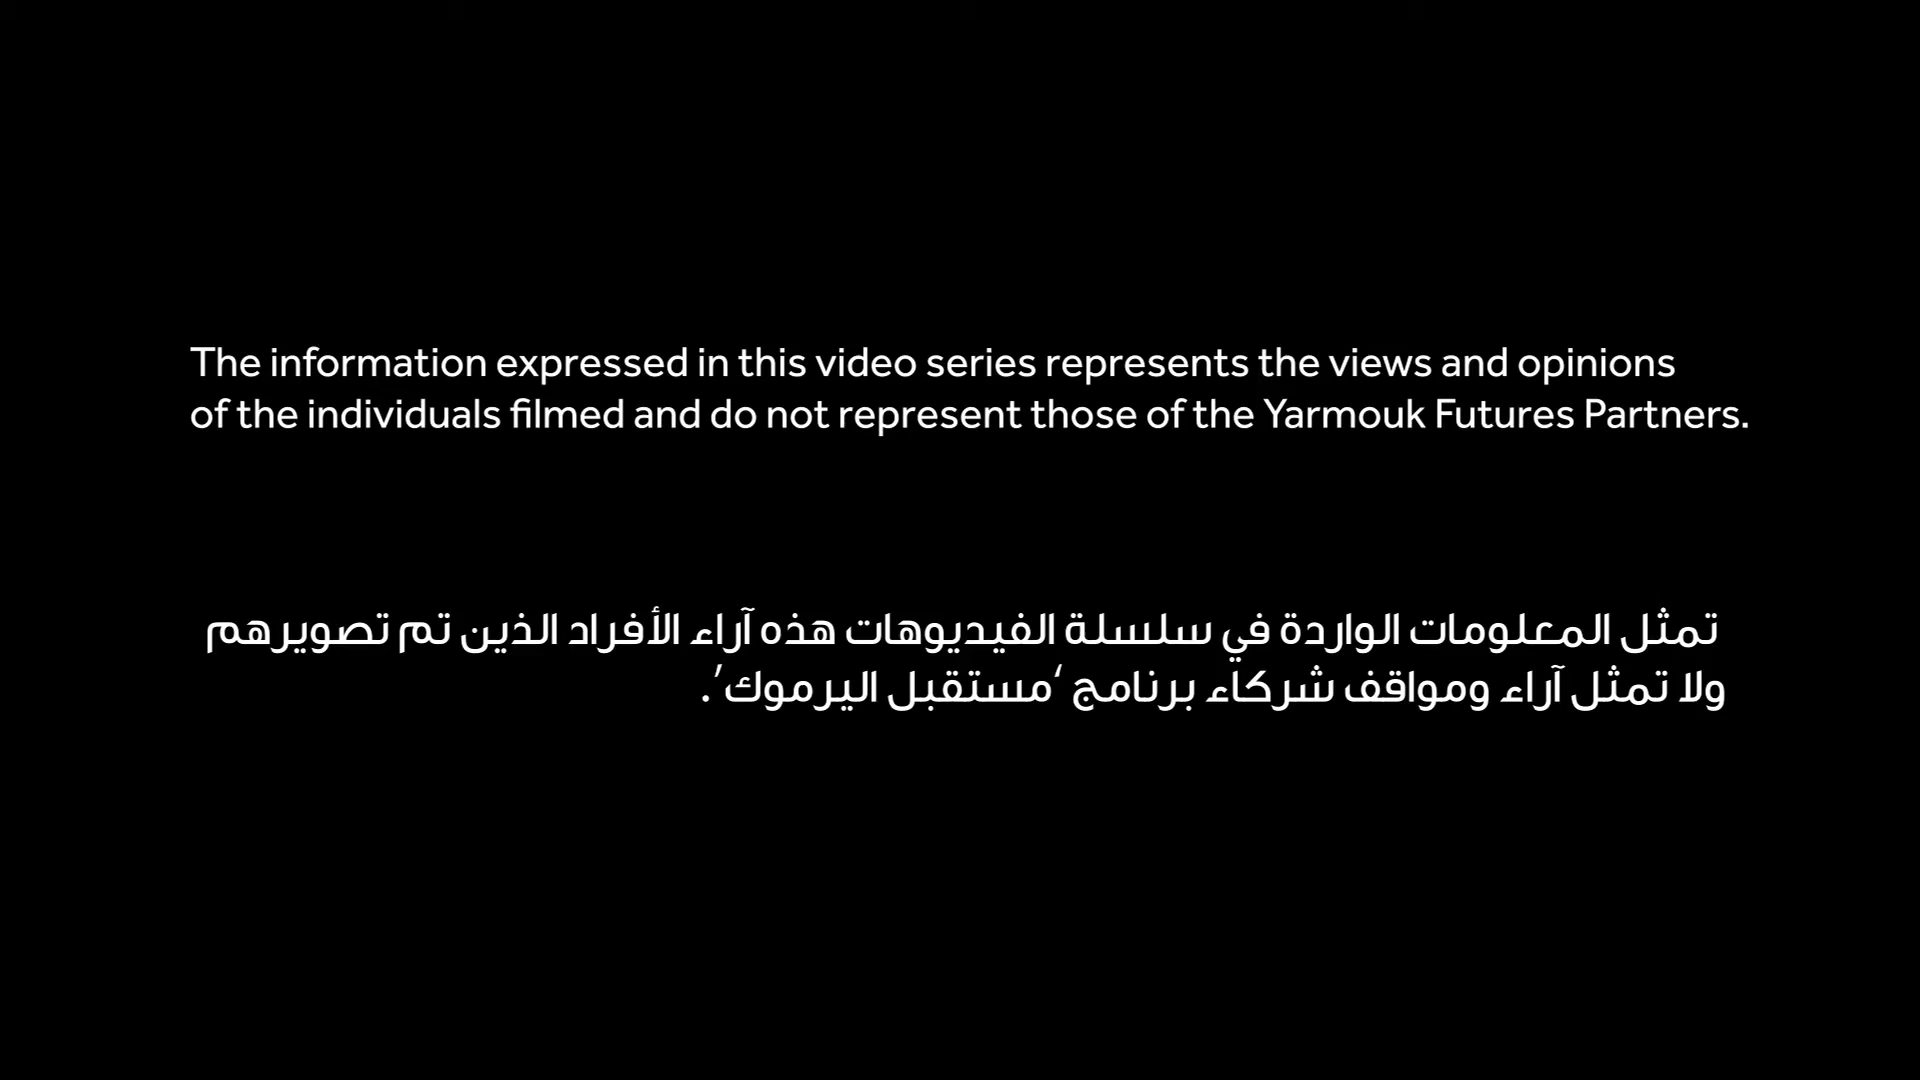 The information expressed in this video series represents the views and opinions
of the individuals filmed and do not represent those of the Yarmouk Futures Partners.
تمثل المعلومات الواردة في سلسلة الفيديوهات هذه آراء الأفراد الذين تم تصويرهم
ولا تمثل آراء ومواقف شركاء برنامج ‘مستقبل اليرموك’.